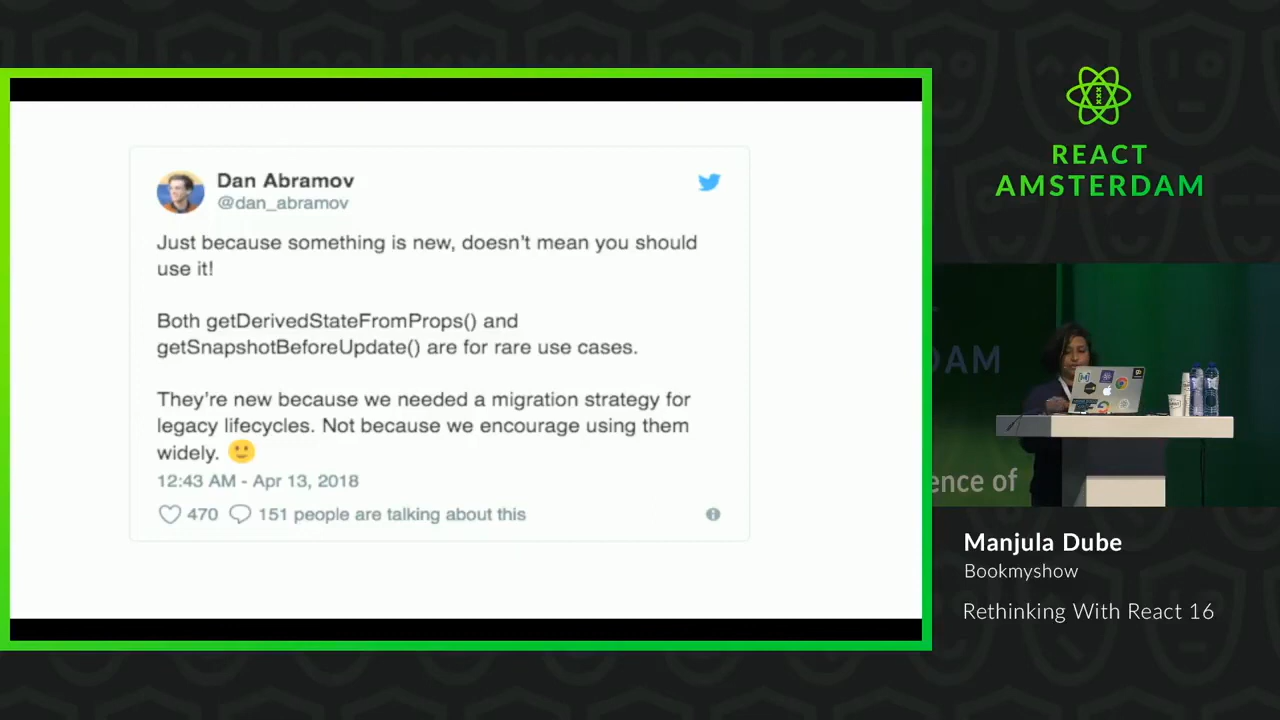 Dan Abramov
@dan_abramov
Just because something is new, doesn't mean you should
use it!
Both getDerivedStateFromProps() and
getSnapshotBeforeUpdate() are for rare use cases.
They're new because we needed a migration strategy for
legacy lifecycles. Not because we encourage using them
widely. 🙂
12:43 AM - Apr 13, 2018
470 151 people are talking about this
REACT
AMSTERDAM
DAM
ence of
Manjula Dube
Bookmyshow
Rethinking With React 16